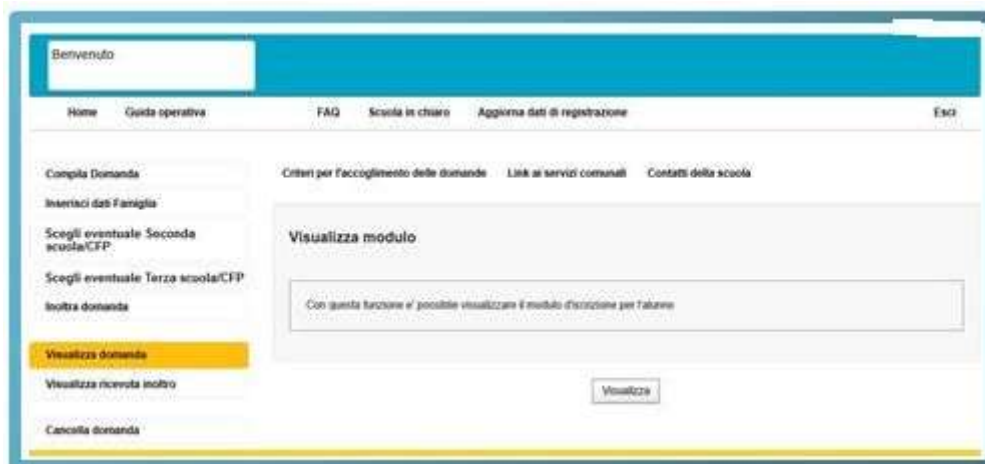 Benvenuto
Home Guida operativa FAQ Scuola in chiaro Aggiorna dati di registrazione Esci
Compila Domanda
Inserisci dati Famiglia
Scegli eventuale Seconda
scuola/CFP
Scegli eventuale Terza scuola/CFP
Inoltra domanda
Visualizza domanda
Visualizza ricevuta inoltro
Cancella domanda
Criteri per l'accoglimento delle domande Link ai servizi comunali Contatti della scuola
Visualizza modulo
Con questa funzione e' possibile visualizzare il modulo d'iscrizione per l'alunno
Visualizza